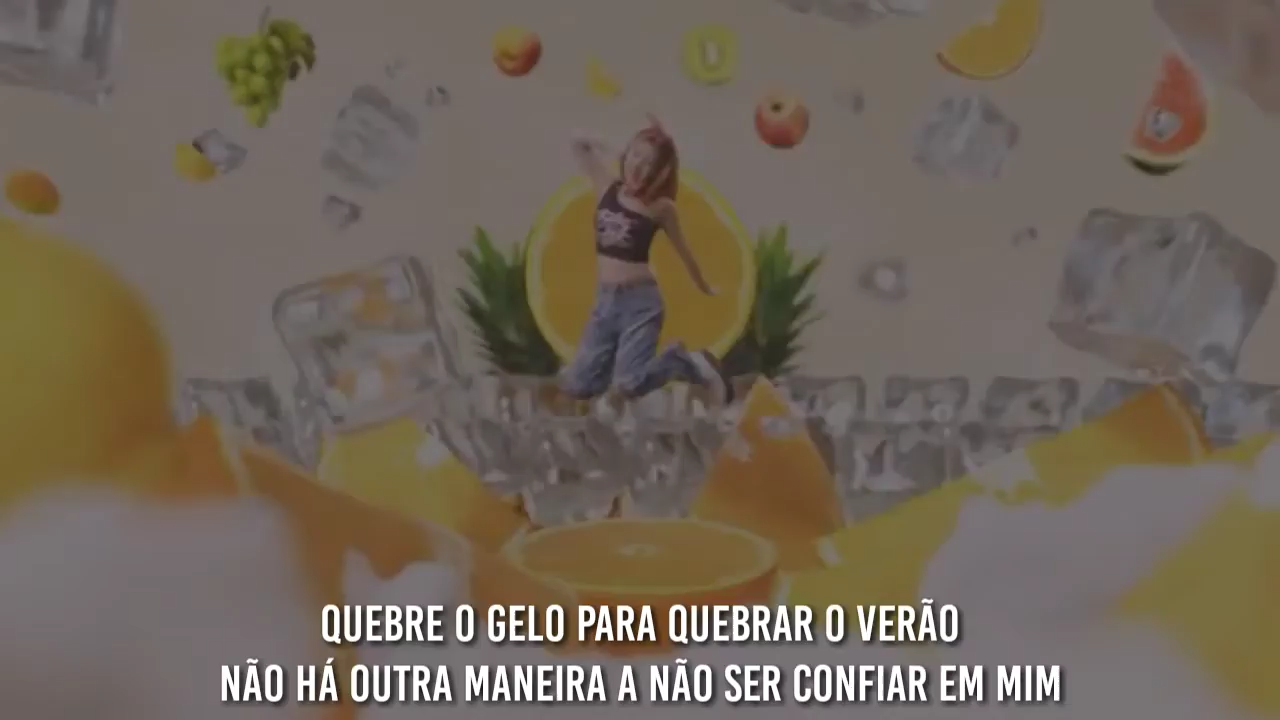 QUEBRE O GELO PARA QUEBRAR O VERÃO
NÃO HÁ OUTRA MANEIRA A NÃO SER CONFIAR EM MIM